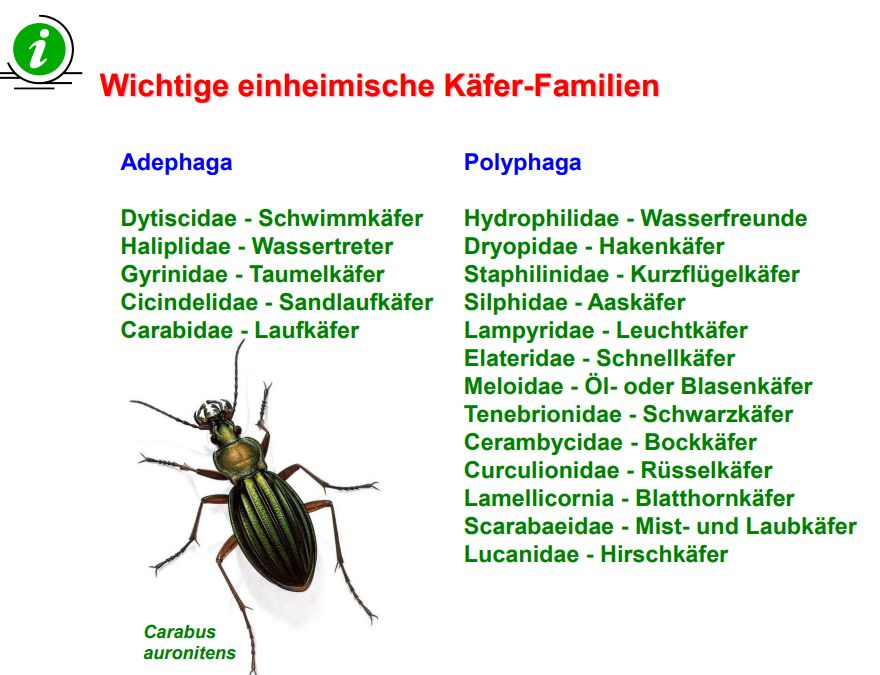 i
Wichtige einheimische Käfer-Familien
Adephaga
Dytiscidae - Schwimmkäfer
Haliplidae - Wassertreter
Gyrinidae - Taumelkäfer
Cicindelidae - Sandlaufkäfer
Carabidae - Laufkäfer
Carabus
auronitens
Polyphaga
Hydrophilidae - Wasserfreunde
Dryopidae - Hakenkäfer
Staphilinidae - Kurzflügelkäfer
Silphidae - Aaskäfer
Lampyridae - Leuchtkäfer
Elateridae - Schnellkäfer
Meloidae - Öl- oder Blasenkäfer
Tenebrionidae - Schwarzkäfer
Cerambycidae - Bockkäfer
Curculionidae - Rüsselkäfer
Lamellicornia - Blatthornkäfer
Scarabaeidae - Mist- und Laubkäfer
Lucanidae - Hirschkäfer